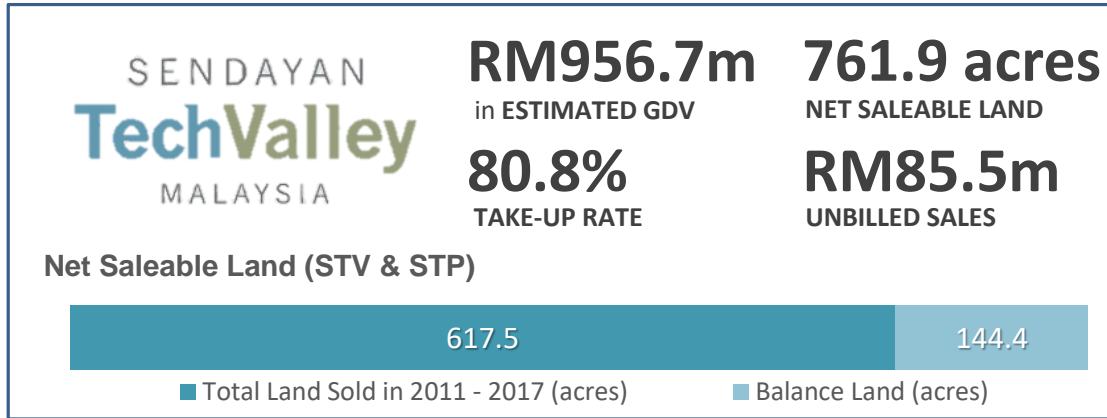 SENDAYAN
TechValley
MALAYSIA
RM956.7m
in ESTIMATED GDV
761.9 acres
NET SALEABLE LAND
80.8%
TAKE-UP RATE
RM85.5m
UNBILLED SALES
Net Saleable Land (STV & STP)
617.5 144.4
Total Land Sold in 2011 - 2017 (acres) Balance Land (acres)